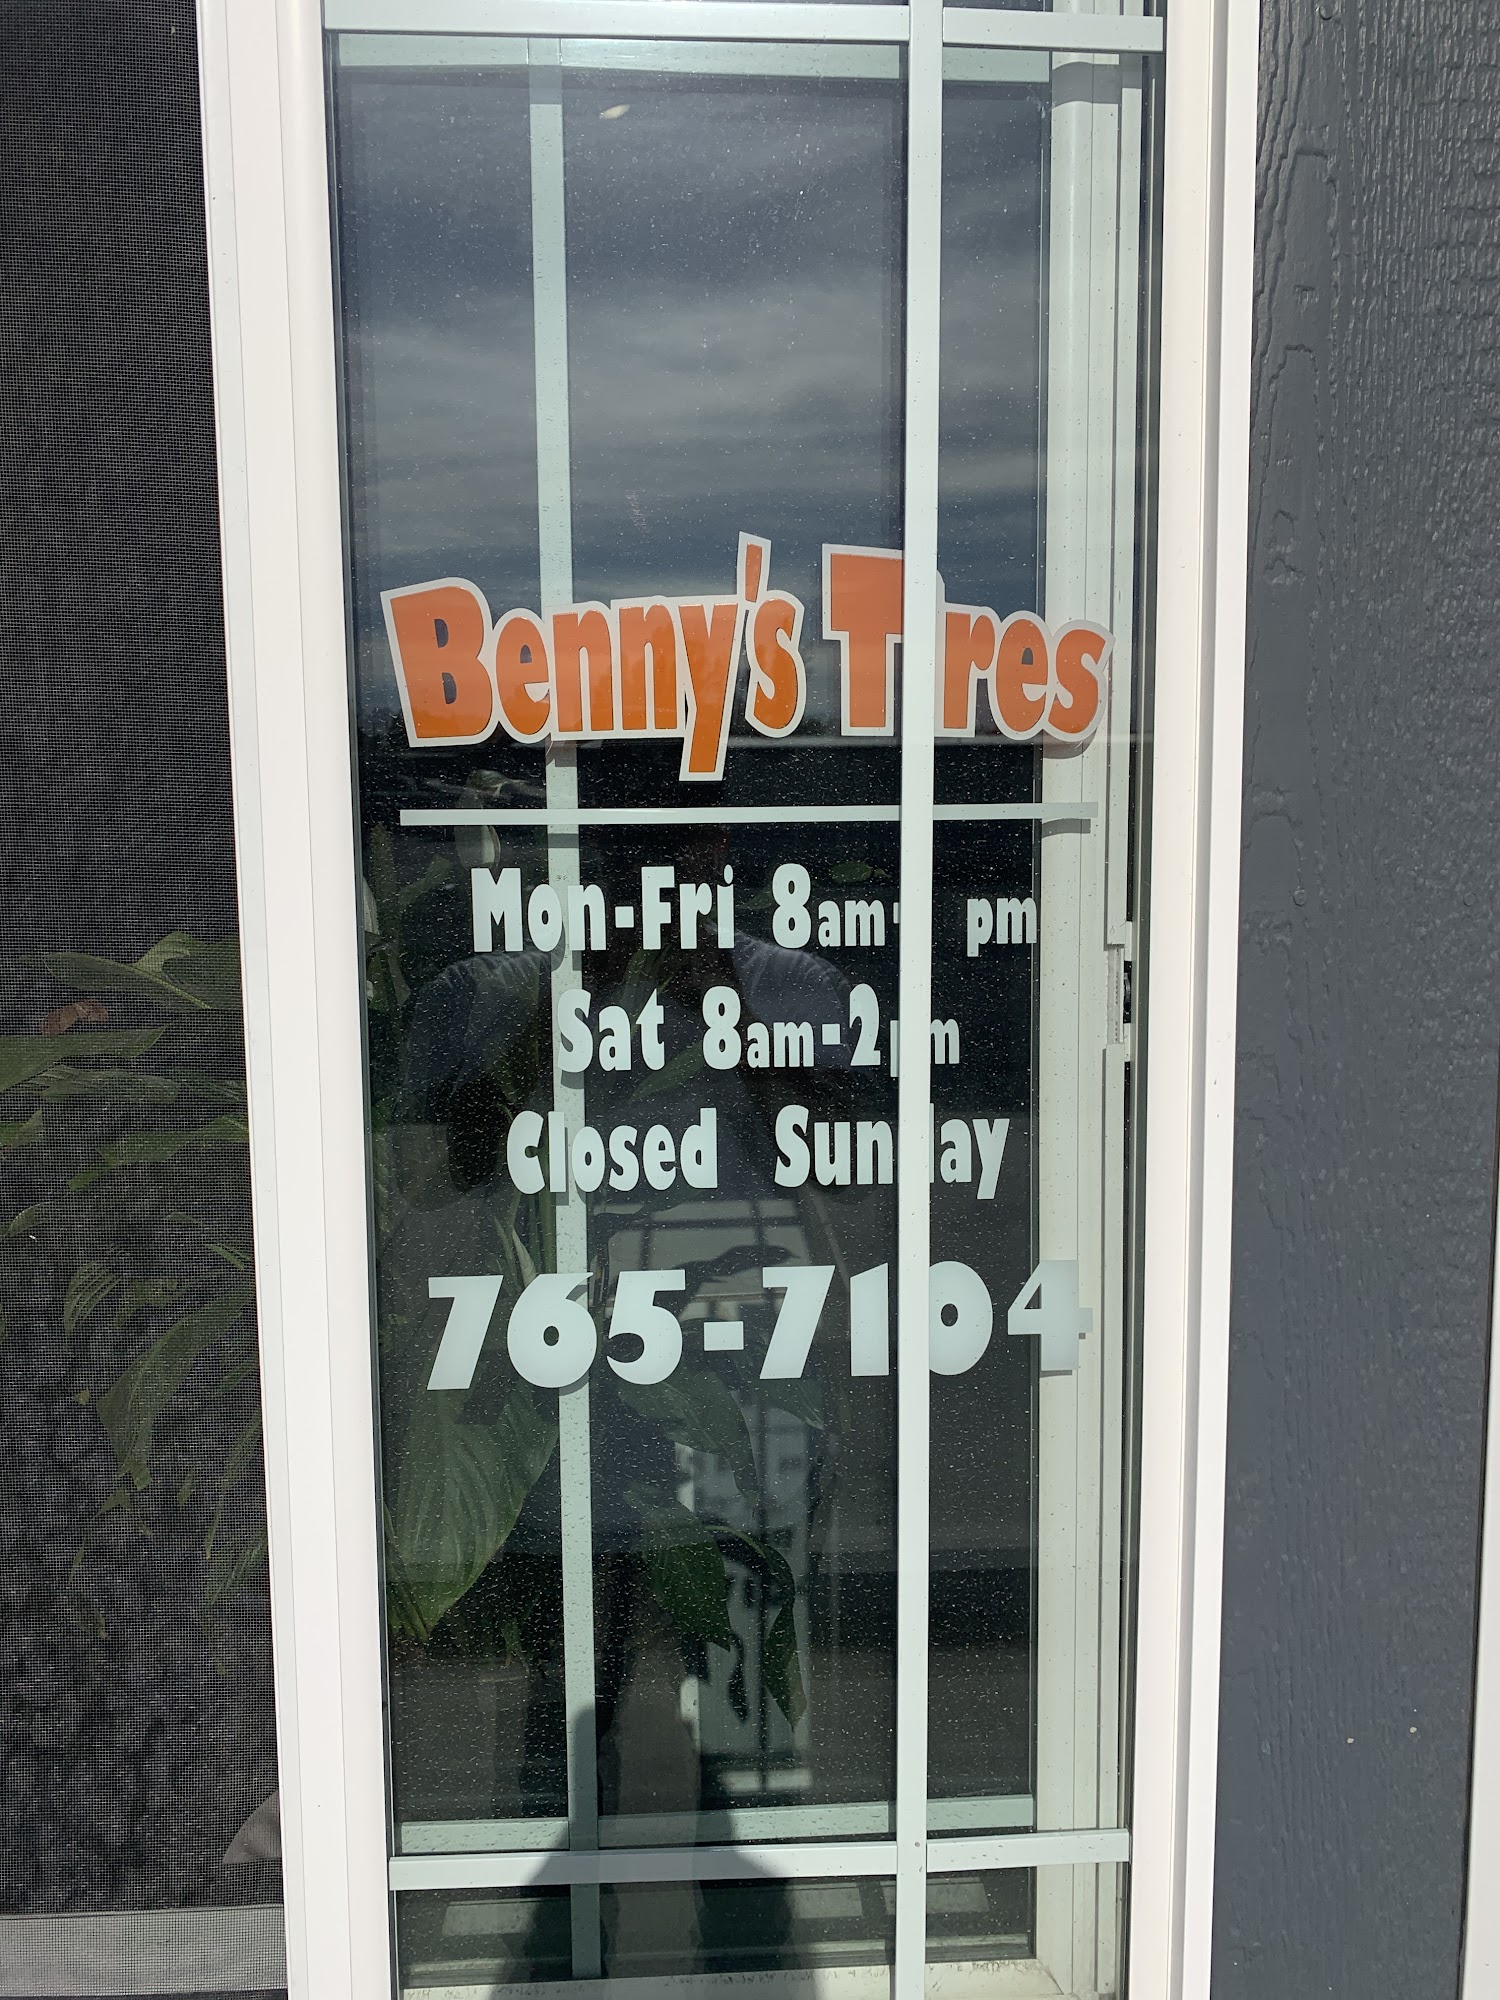 Benny's Tires
Mon-Fri 8am- pm
Sat 8am-2pm
Closed Sunday
765-7104